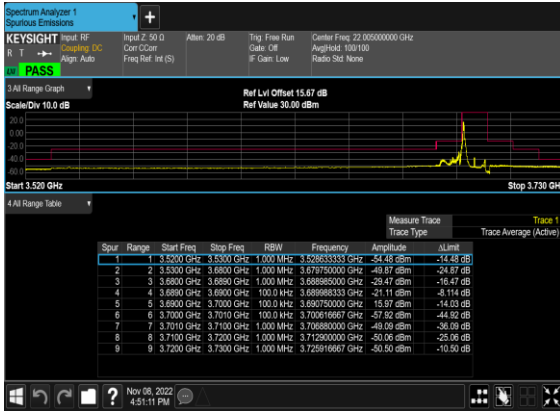 Spectrum Analyzer 1
Spurious Emissions
KEYSIGHT Input: RF Input Z: 50 Ω Atten: 20 dB Trig: Free Run Center Freq: 22.005000000 GHz
R T Coupling: DC Corr CCorr Gate: Off Avg|Hold: 100/100
Align: Auto Freq Ref: Int (S) IF Gain: Low Radio Std: None
PASS
3 All Range Graph Ref Lvl Offset 15.67 dB
Scale/Div 10.0 dB Ref Value 30.00 dBm
20.0
0.00
-20.0
-40.0
-60.0
Start 3.520 GHz Stop 3.730 GH
4 All Range Table
Measure Trace Trace 1
Trace Type Trace Average (Active)
Spur Range Start Freq Stop Freq RBW Frequency Amplitude ΔLimit
1 1 3.5200 GHz 3.5300 GHz 1.000 MHz 3.528633333 GHz -54.48 dBm -14.48 dB
2 2 3.5300 GHz 3.6800 GHz 1.000 MHz 3.679750000 GHz -49.87 dBm -24.87 dB
3 3 3.6800 GHz 3.6890 GHz 1.000 MHz 3.688985000 GHz -29.47 dBm -16.47 dB
4 4 3.6890 GHz 3.6900 GHz 100.0 kHz 3.689988333 GHz -21.11 dBm -8.114 dB
5 5 3.6900 GHz 3.7000 GHz 100.0 kHz 3.690750000 GHz 15.97 dBm -14.03 dB
6 6 3.7000 GHz 3.7010 GHz 100.0 kHz 3.700616667 GHz -57.92 dBm -44.92 dB
7 7 3.7010 GHz 3.7100 GHz 1.000 MHz 3.706880000 GHz -49.09 dBm -36.09 dB
8 8 3.7100 GHz 3.7200 GHz 1.000 MHz 3.712900000 GHz -50.06 dBm -25.06 dB
9 9 3.7200 GHz 3.7300 GHz 1.000 MHz 3.725916667 GHz -50.50 dBm -10.50 dB
Nov 08, 2022
4:51:11 PM